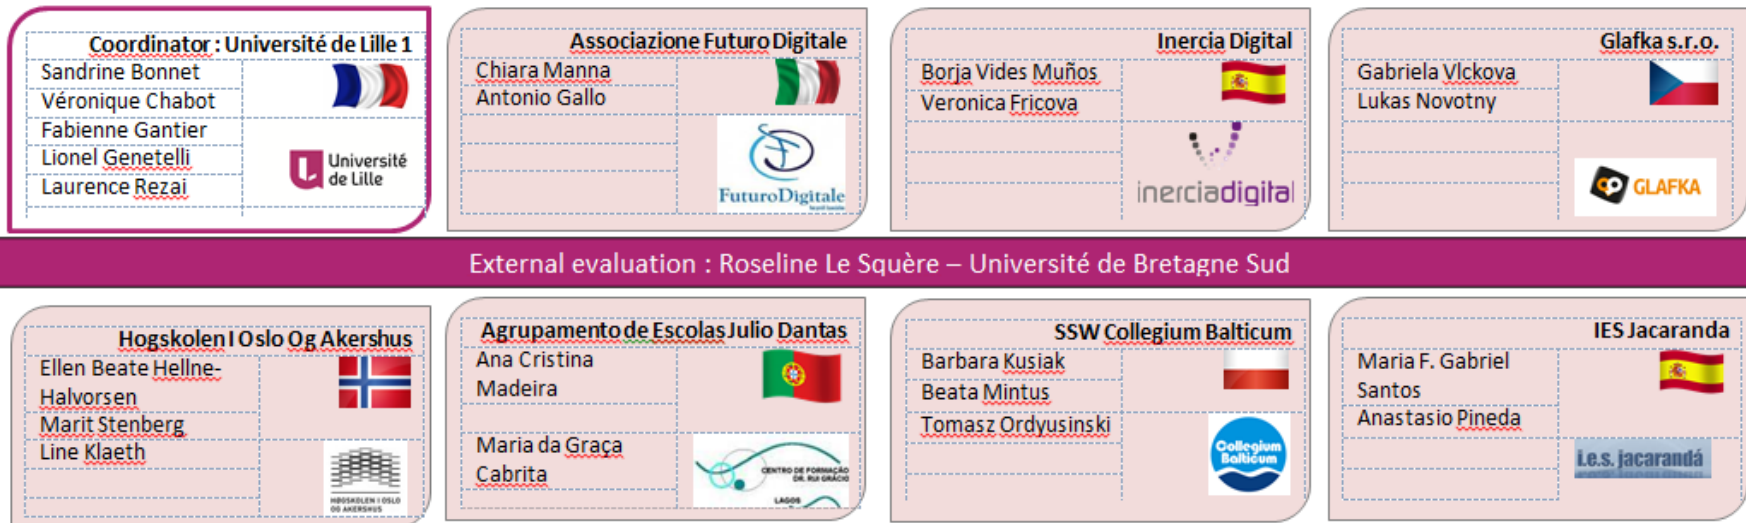 Coordinator : Université de Lille 1
Sandrine Bonnet
Véronique Chabot
Fabienne Gantier
Lionel Genetelli
Laurence Rezai
Université
de Lille
Associazione Futuro Digitale
Chiara Manna
Antonio Gallo
FuturoDigitale
Inercia Digital
Borja Vides Muños
Veronica Fricova
inerciadigital
Glafka s.r.o.
Gabriela Vlckova
Lukas Novotny
GLAFKA
External evaluation : Roseline Le Squère – Université de Bretagne Sud
Hogskolen I Oslo Og Akershus
Ellen Beate Hellne-
Halvorsen
Marit Stenberg
Line Klaeth
HØGSKOLEN I OSLO
OG AKERSHUS
Agrupamento de Escolas Julio Dantas
Ana Cristina
Madeira
Maria da Graça
Cabrita
CENTRO DE FORMAÇÃO
DR. RUI GRÁCIO
LAGOS
SSW Collegium Balticum
Barbara Kusiak
Beata Mintus
Tomasz Ordyusinski
Collegium
Balticum
IES Jacaranda
Maria F. Gabriel
Santos
Anastasio Pineda
i.e.s. jacarandá